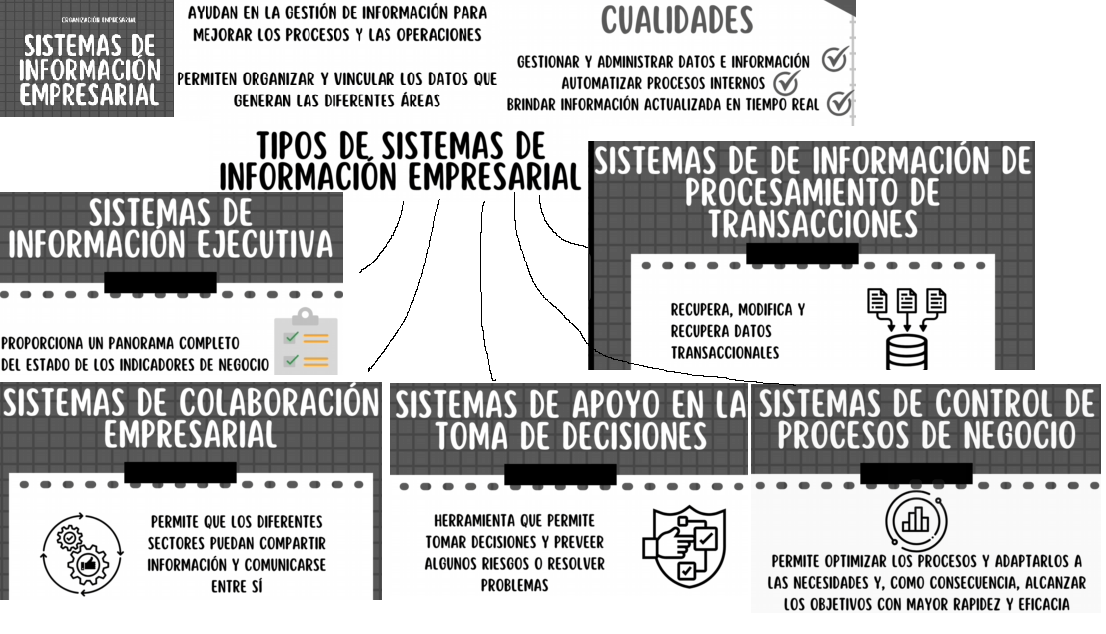 ORGANIZACIÓN EMPRESARIAL
SISTEMAS DE
INFORMACIÓN
EMPRESARIAL
AYUDAN EN LA GESTIÓN DE INFORMACIÓN PARA
MEJORAR LOS PROCESOS Y LAS OPERACIONES
PERMITEN ORGANIZAR Y VINCULAR LOS DATOS QUE
GENERAN LAS DIFERENTES ÁREAS
CUALIDADES
GESTIONAR Y ADMINISTRAR DATOS E INFORMACIÓN
AUTOMATIZAR PROCESOS INTERNOS
BRINDAR INFORMACIÓN ACTUALIZADA EN TIEMPO REAL
TIPOS DE SISTEMAS DE
INFORMACIÓN EMPRESARIAL
SISTEMAS DE DE INFORMACIÓN DE
PROCESAMIENTO DE
TRANSACCIONES
RECUPERA, MODIFICA Y
RECUPERA DATOS
TRANSACCIONALES
SISTEMAS DE
INFORMACIÓN EJECUTIVA
PROPORCIONA UN PANORAMA COMPLETO
DEL ESTADO DE LOS INDICADORES DE NEGOCIO
SISTEMAS DE COLABORACIÓN
EMPRESARIAL
PERMITE QUE LOS DIFERENTES
SECTORES PUEDAN COMPARTIR
INFORMACIÓN Y COMUNICARSE
ENTRE SÍ
SISTEMAS DE APOYO EN LA
TOMA DE DECISIONES
HERRAMIENTA QUE PERMITE
TOMAR DECISIONES Y PREVEER
ALGUNOS RIESGOS O RESOLVER
PROBLEMAS
SISTEMAS DE CONTROL DE
PROCESOS DE NEGOCIO
PERMITE OPTIMIZAR LOS PROCESOS Y ADAPTARLOS A
LAS NECESIDADES Y, COMO CONSECUENCIA, ALCANZAR
LOS OBJETIVOS CON MAYOR RAPIDEZ Y EFICACIA